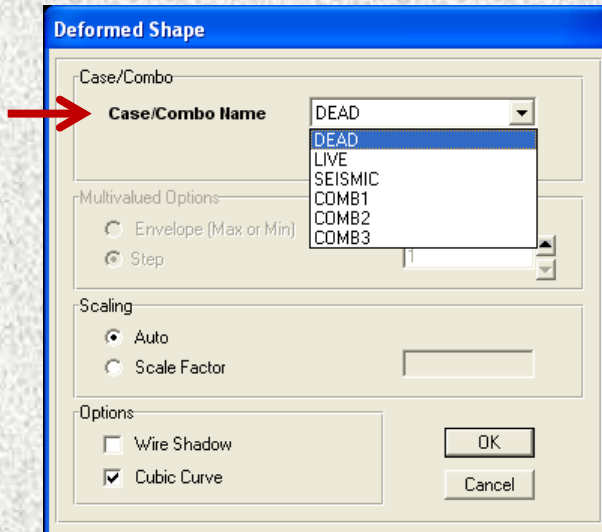 Deformed Shape
Case/Combo
Case/Combo Name DEAD
DEAD
LIVE
SEISMIC
COMB1
COMB2
COMB3
Multivalued Options
Envelope (Max or Min)
Step 1
Scaling
Auto
Scale Factor
Options
Wire Shadow
Cubic Curve
OK
Cancel